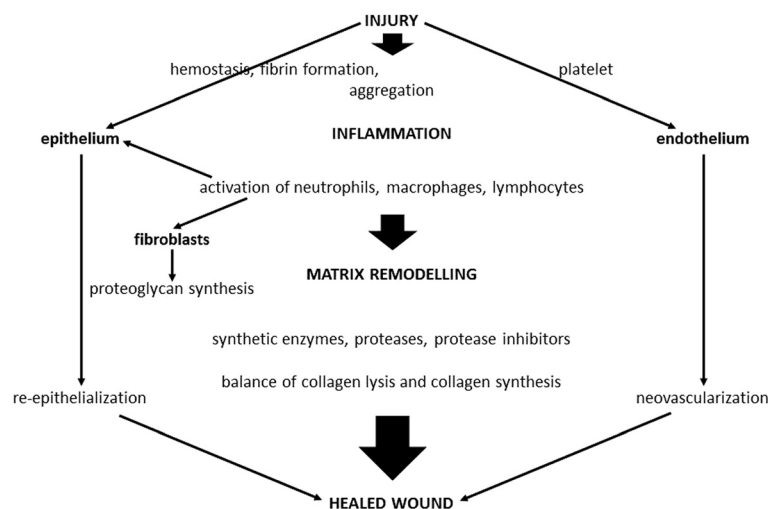 INJURY
hemostasis, fibrin formation, platelet
aggregation
INFLAMMATION
epithelium
endothelium
activation of neutrophils, macrophages, lymphocytes
fibroblasts
MATRIX REMODELLING
proteoglycan synthesis
synthetic enzymes, proteases, protease inhibitors
balance of collagen lysis and collagen synthesis
re-epithelialization
neovascularization
HEALED WOUND